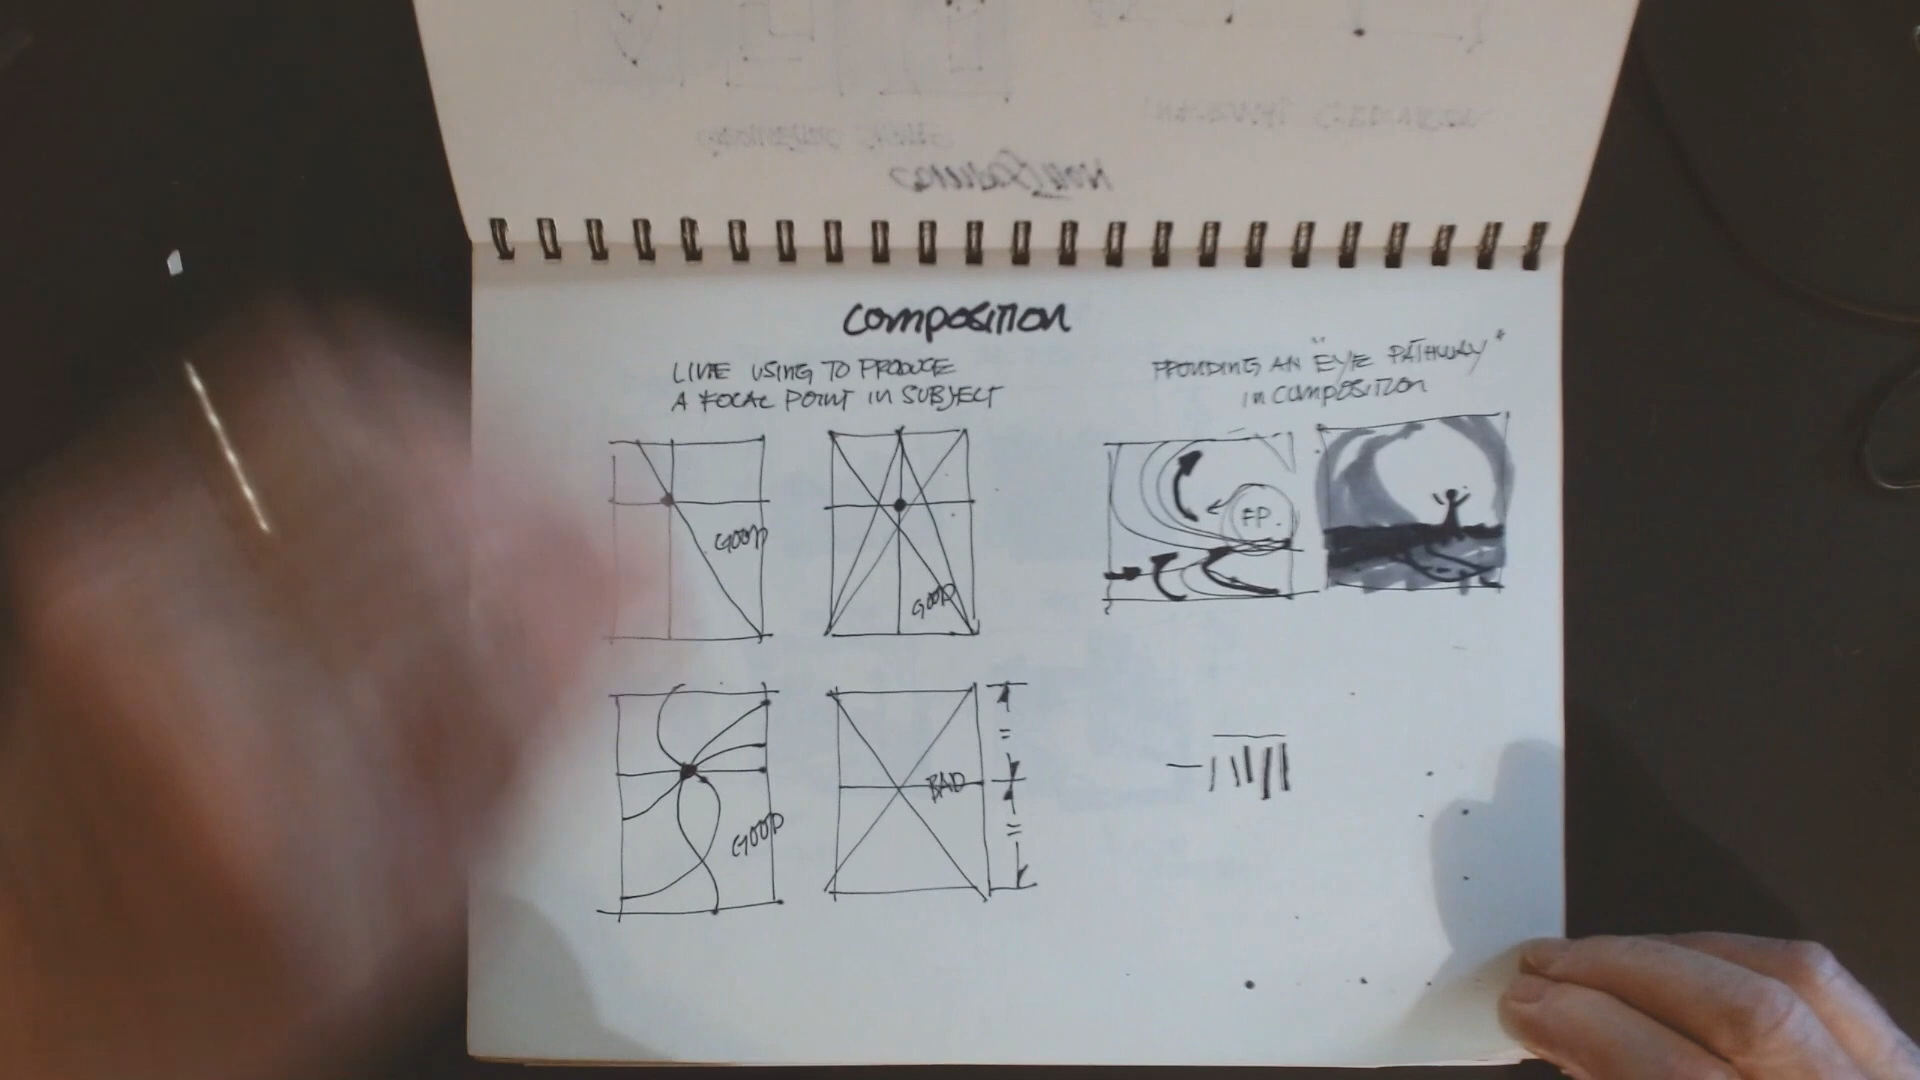 COMPOSITION
LINE USING TO PRODUCE
A FOCAL POINT IN SUBJECT
PROVIDING AN "EYE PATHWAY"
IN COMPOSITION
GOOD
GOOD
FP.
GOOD
BAD
=
=